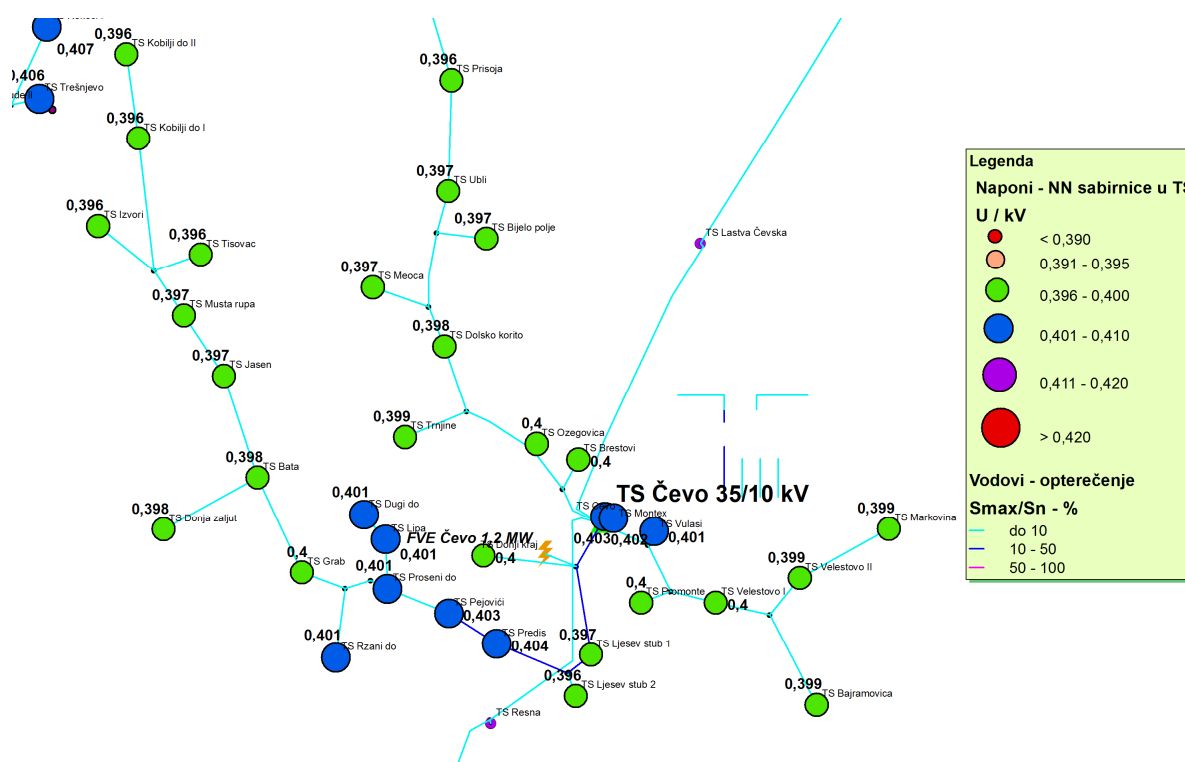 0,407
0,396
TS Kobilji do II
0,396
TS Prisoja
TS Trešnjevo
0,396
TS Kobilji do I
0,397
TS Ubli
0,396
TS Izvori
0,396
TS Tisovac
0,397
TS Bijelo polje
TS Lastva Čevska
0,397
TS Meoca
0,397
TS Musta rupa
0,398
TS Dolsko korito
0,397
TS Jasen
0,399
TS Trnjine
0,4
TS Ozegovica
TS Brestovi
0,4
0,398
TS Bata
0,398
TS Donja zaljut
0,401
TS Dugi do
TS Lipa
0,401
FVE Čevo 1,2 MW
TS Donji kraj
0,4
TS Čevo 35/10 kV
TS Montex
0,403
0,402
TS Vulasi
0,401
0,399
TS Markovina
0,4
TS Grab
0,401
TS Proseni do
0,399
TS Velestovo II
0,4
TS Piomonte
TS Velestovo I
0,4
TS Pejovići
0,403
0,401
TS Rzani do
TS Predis
0,404
0,397
TS Ljesev stub 1
0,396
TS Ljesev stub 2
0,399
TS Bajramovica
TS Resna
Legenda
Naponi - NN sabirnice u TS
U / kV
< 0,390
0,391 - 0,395
0,396 - 0,400
0,401 - 0,410
0,411 - 0,420
> 0,420
Vodovi - opterečenje
Smax/Sn - %
do 10
10 - 50
50 - 100